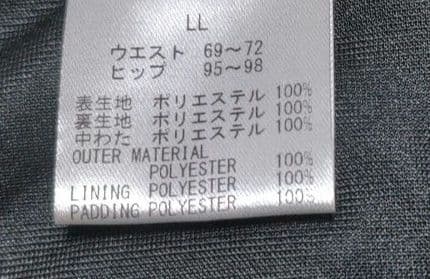 LL
ウエスト 69〜72
ヒップ 95〜98
表生地 ポリエステル 100%
裏生地 ポリエステル 100%
中わた ポリエステル 100%
OUTER MATERIAL
POLYESTER 100%
LINING POLYESTER 100%
PADDING POLYESTER 100%